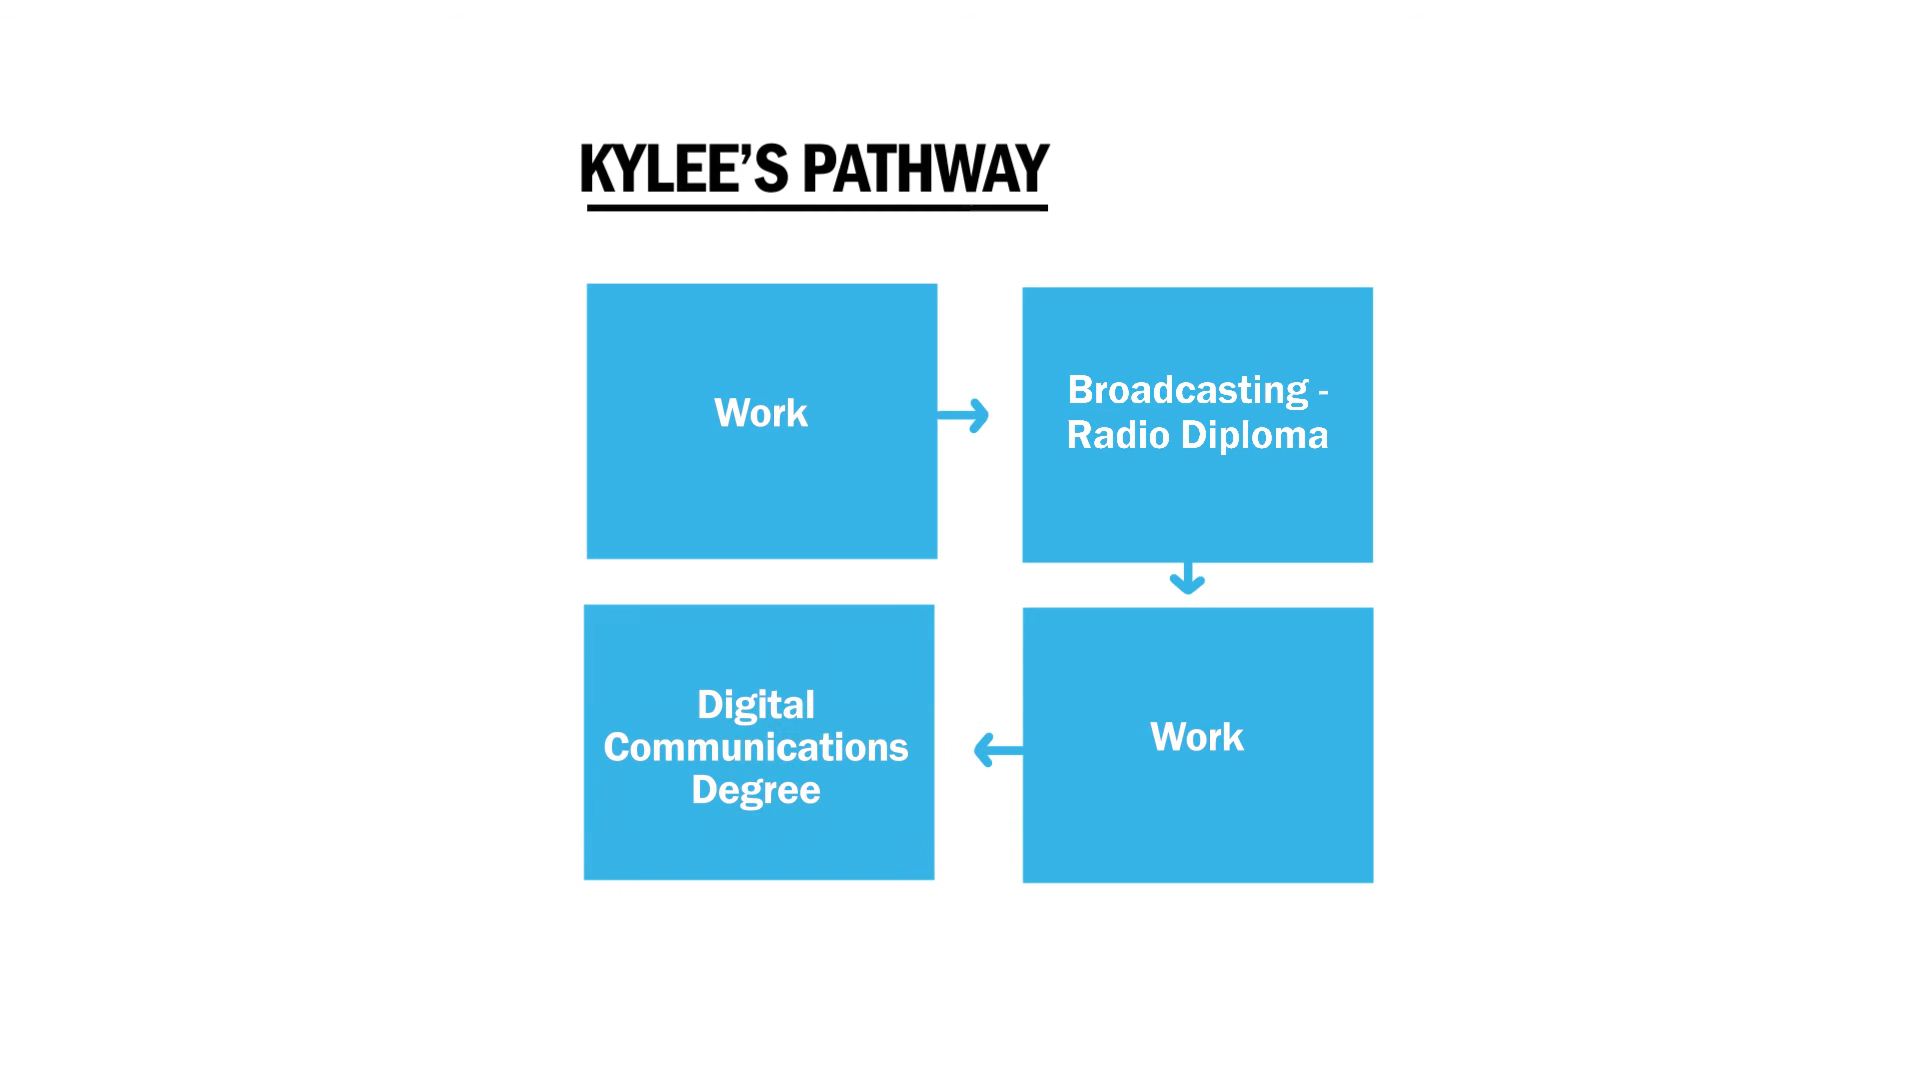 KYLEE’S PATHWAY
Work
Broadcasting -
Radio Diploma
Work
Digital
Communications
Degree